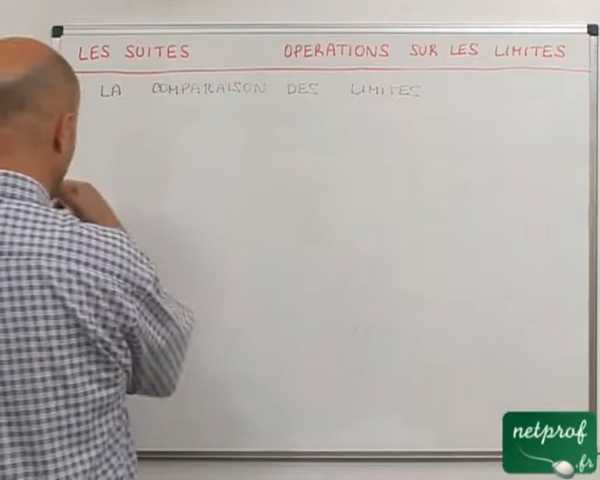 LES SUITES OPERATIONS SUR LES LIMITES
LA COMPARAISON DES LIMITES
netprof
.fr